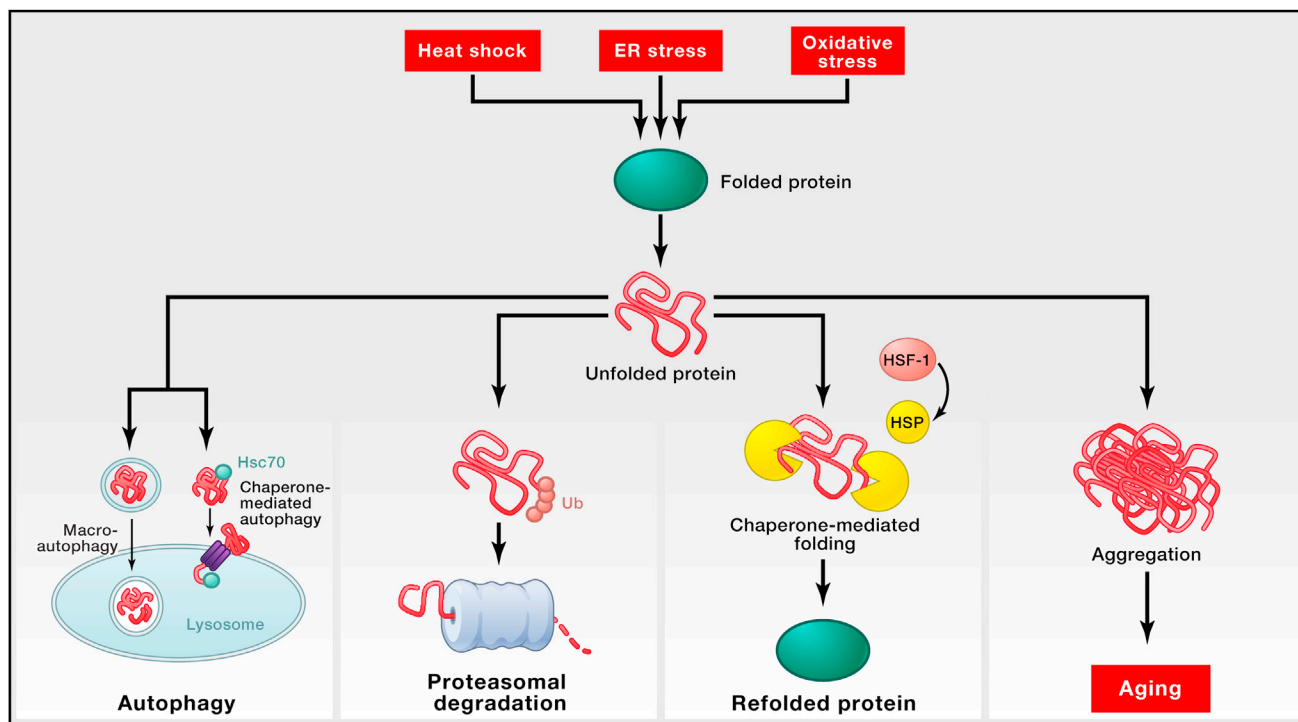 Heat shock
ER stress
Oxidative
stress
Folded protein
Unfolded protein
HSF-1
HSP
Hsc70
Chaperone-
mediated
autophagy
Macro-
autophagy
Lysosome
Autophagy
Ub
Proteasomal
degradation
Chaperone-mediated
folding
Refolded protein
Aggregation
Aging